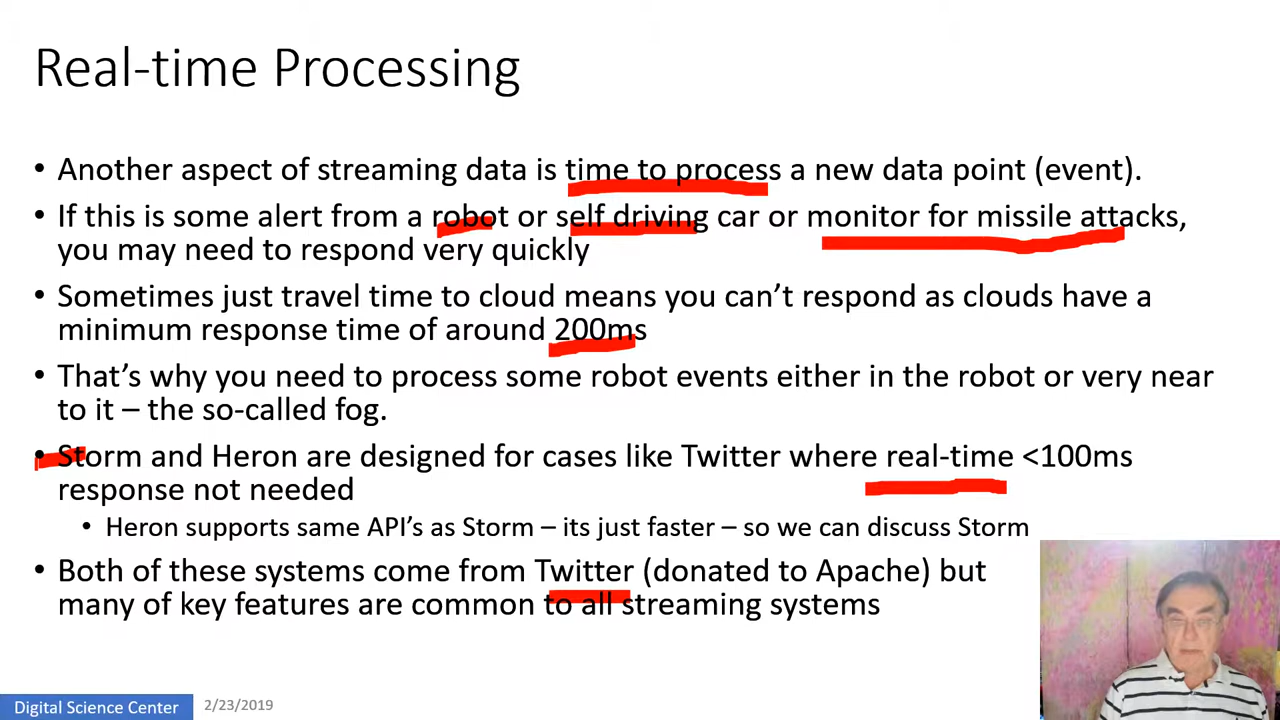 Real-time Processing
• Another aspect of streaming data is time to process a new data point (event).
• If this is some alert from a robot or self driving car or monitor for missile attacks,
you may need to respond very quickly
• Sometimes just travel time to cloud means you can’t respond as clouds have a
minimum response time of around 200ms
• That’s why you need to process some robot events either in the robot or very near
to it – the so-called fog.
• Storm and Heron are designed for cases like Twitter where real-time <100ms
response not needed
• Heron supports same API’s as Storm – its just faster – so we can discuss Storm
• Both of these systems come from Twitter (donated to Apache) but
many of key features are common to all streaming systems
Digital Science Center 2/23/2019